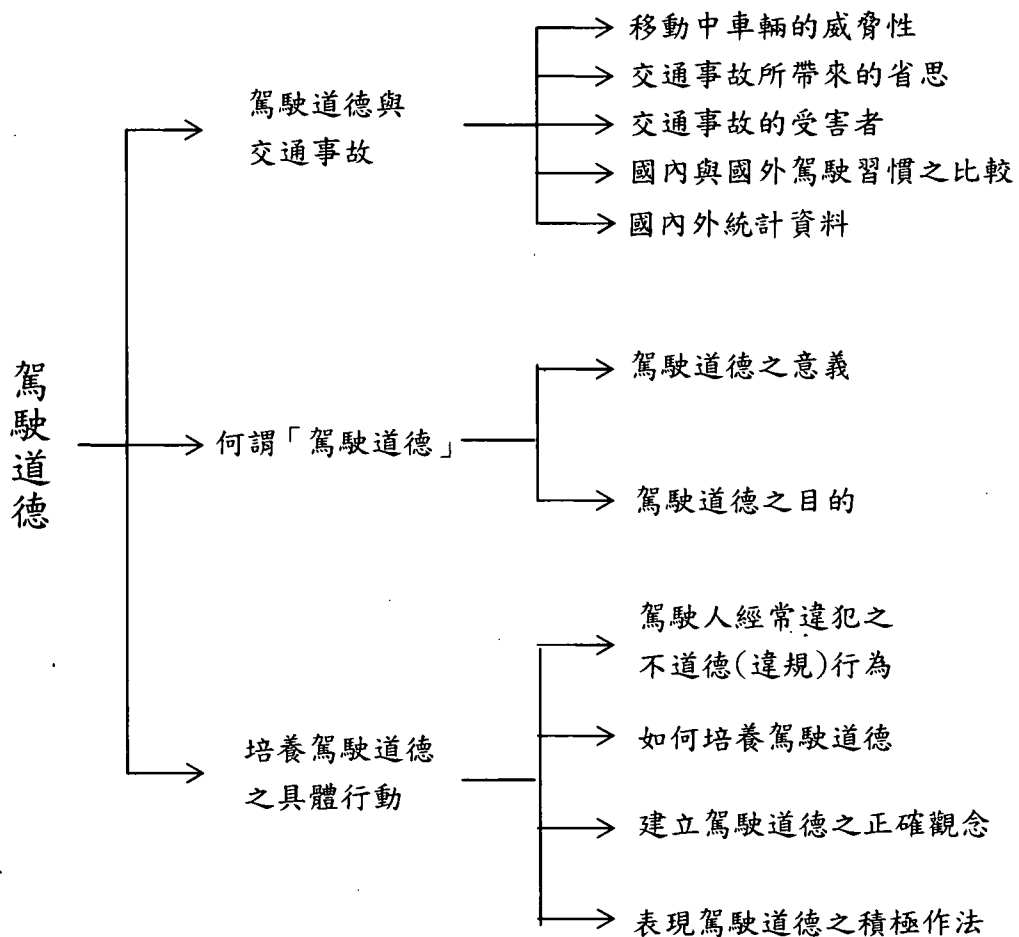 駕駛道德
駕駛道德與
交通事故
移動中車輛的威脅性
交通事故所帶來的省思
交通事故的受害者
國內與國外駕駛習慣之比較
國內外統計資料
何謂「駕駛道德」
駕駛道德之意義
駕駛道德之目的
培養駕駛道德
之具體行動
駕駛人經常違犯之
不道德(違規)行為
如何培養駕駛道德
建立駕駛道德之正確觀念
表現駕駛道德之積極作法